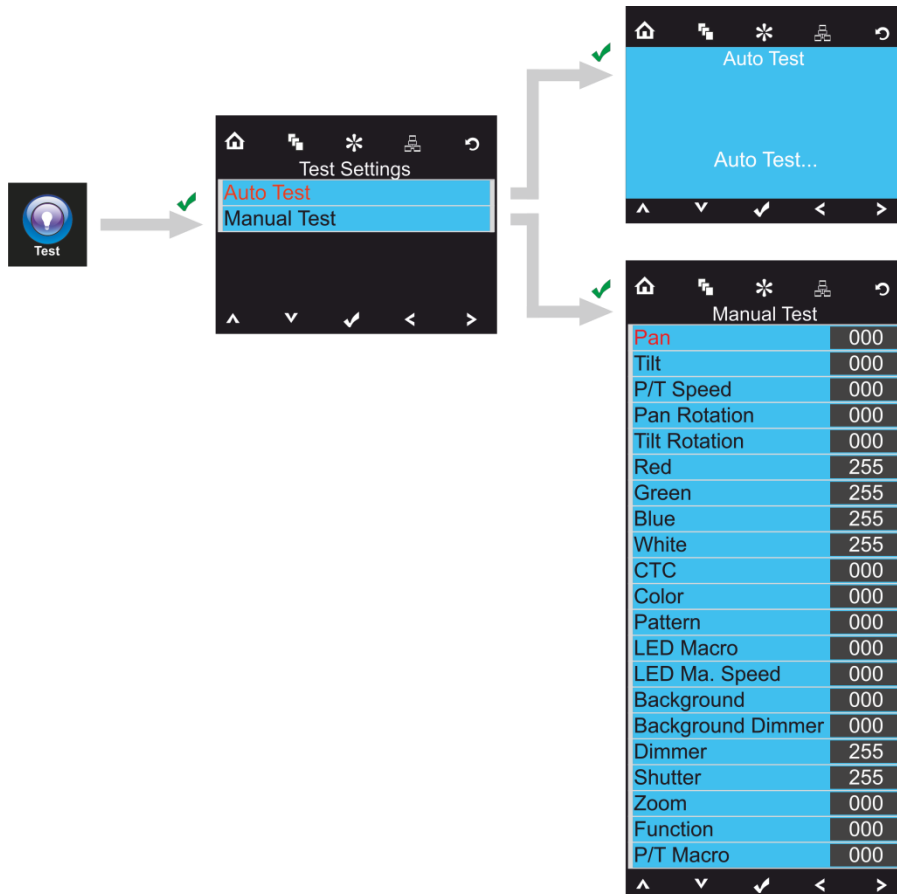 Test
Test Settings
Auto Test
Manual Test
Auto Test
Auto Test...
Manual Test
Pan 000
Tilt 000
P/T Speed 000
Pan Rotation 000
Tilt Rotation 000
Red 255
Green 255
Blue 255
White 255
CTC 000
Color 000
Pattern 000
LED Macro 000
LED Ma. Speed 000
Background 000
Background Dimmer 000
Dimmer 255
Shutter 255
Zoom 000
Function 000
P/T Macro 000